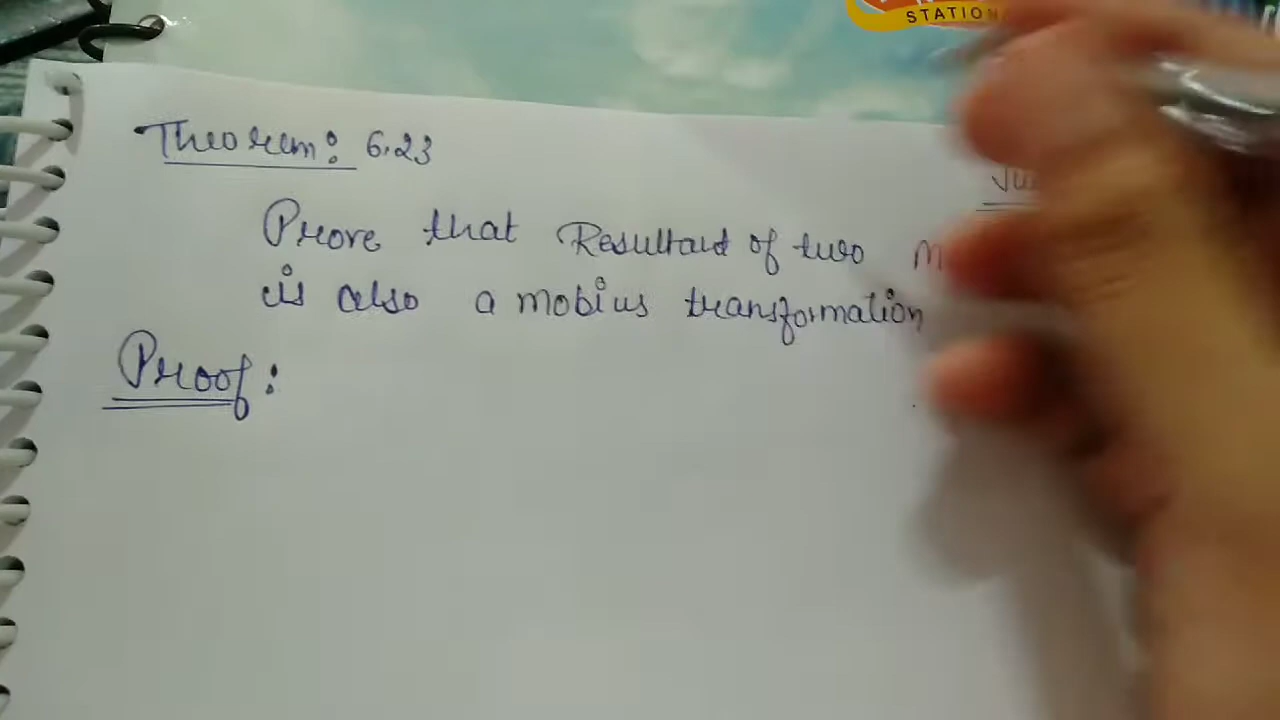 STATION
Theorem: 6.23
Prove that Resultant of two
is also a mobius transformation
Proof: